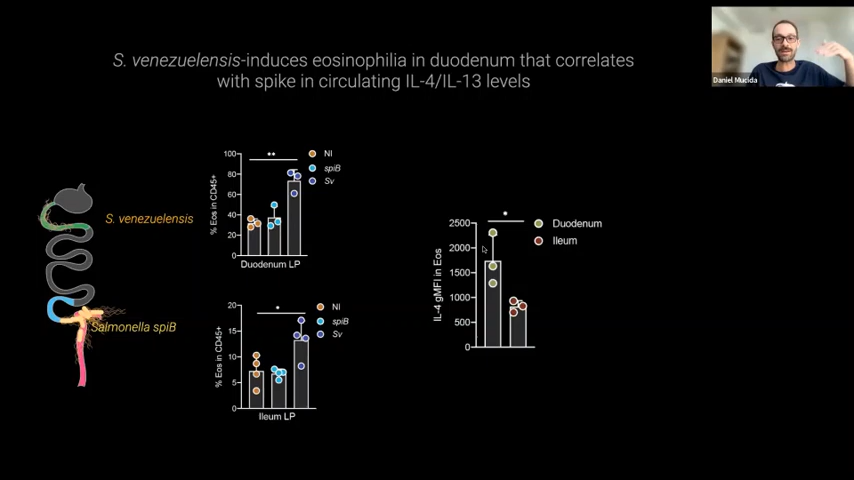 S. venezuelensis-induces eosinophilia in duodenum that correlates
with spike in circulating IL-4/IL-13 levels
Daniel Mucida
S. venezuelensis
Salmonella spiB
% Eos in CD45+
100
80
60
40
20
0
**
NI
spiB
Sv
Duodenum LP
% Eos in CD45+
20
15
10
5
0
*
NI
spiB
Sv
Ileum LP
IL-4 gMFI in Eos
2500
2000
1500
1000
500
0
*
Duodenum
Ileum